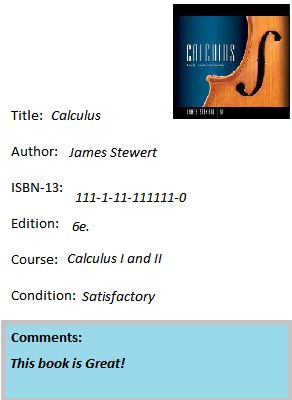 CALCULUS
Title: Calculus
Author: James Stewert
ISBN-13: 111-1-11-111111-0
Edition: 6e.
Course: Calculus I and II
Condition: Satisfactory
Comments:
This book is Great!